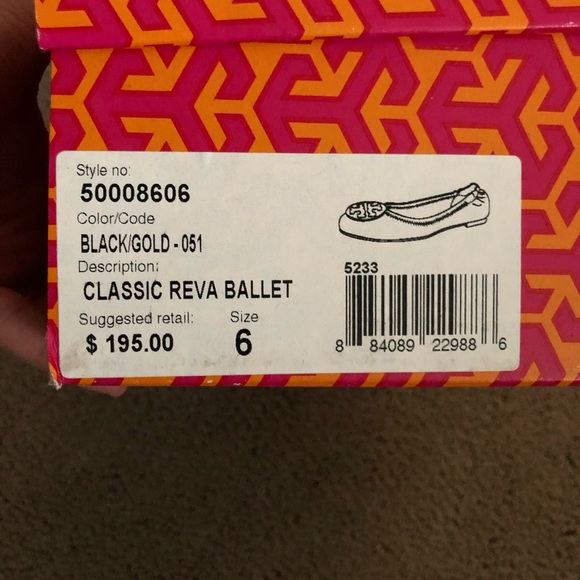 Style no:
50008606
Color/Code
BLACK/GOLD - 051
Description:
CLASSIC REVA BALLET
Suggested retail: Size
$ 195.00 6
5233
8 84089 22988 6